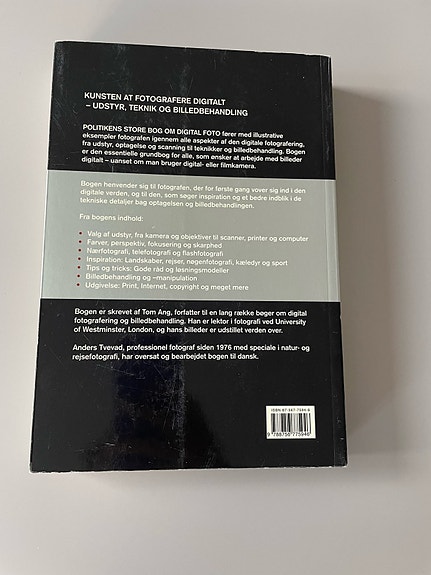 KUNSTEN AT FOTOGRAFERE DIGITALT
– UDSTYR, TEKNIK OG BILLEDBEHANDLING
POLITIKENS STORE BOG OM DIGITAL FOTO fører med illustrative
eksempler fotografen igennem alle aspekter af den digitale fotografering,
fra udstyr, optagelse og scanning til teknikker og billedbehandling. Bogen
er den essentielle grundbog for alle, som ønsker at arbejde med billeder
digitalt – uanset om man bruger digital- eller filmkamera.
Bogen henvender sig til fotografen, der for første gang vover sig ind i den
digitale verden, og til den, som søger inspiration og et bedre indblik i de
tekniske detaljer bag optagelsen og billedbehandlingen.
Fra bogens indhold:
• Valg af udstyr, fra kamera og objektiver til scanner, printer og computer
• Farver, perspektiv, fokusering og skarphed
• Nærfotografi, telefotografi og flashfotografi
• Inspiration: Landskaber, rejser, nøgenfotografi, kæledyr og sport
• Tips og tricks: Gode råd og løsningsmodeller
• Billedbehandling og –manipulation
• Udgivelse: Print, Internet, copyright og meget mere
Bogen er skrevet af Tom Ang, forfatter til en lang række bøger om digital
fotografering og billedbehandling. Han er lektor i fotografi ved University
of Westminster, London, og hans billeder er udstillet verden over.
Anders Tvevad, professionel fotograf siden 1976 med speciale i natur- og
rejsefotografi, har oversat og bearbejdet bogen til dansk.
ISBN 87-567-7594-6
9 788756 775946